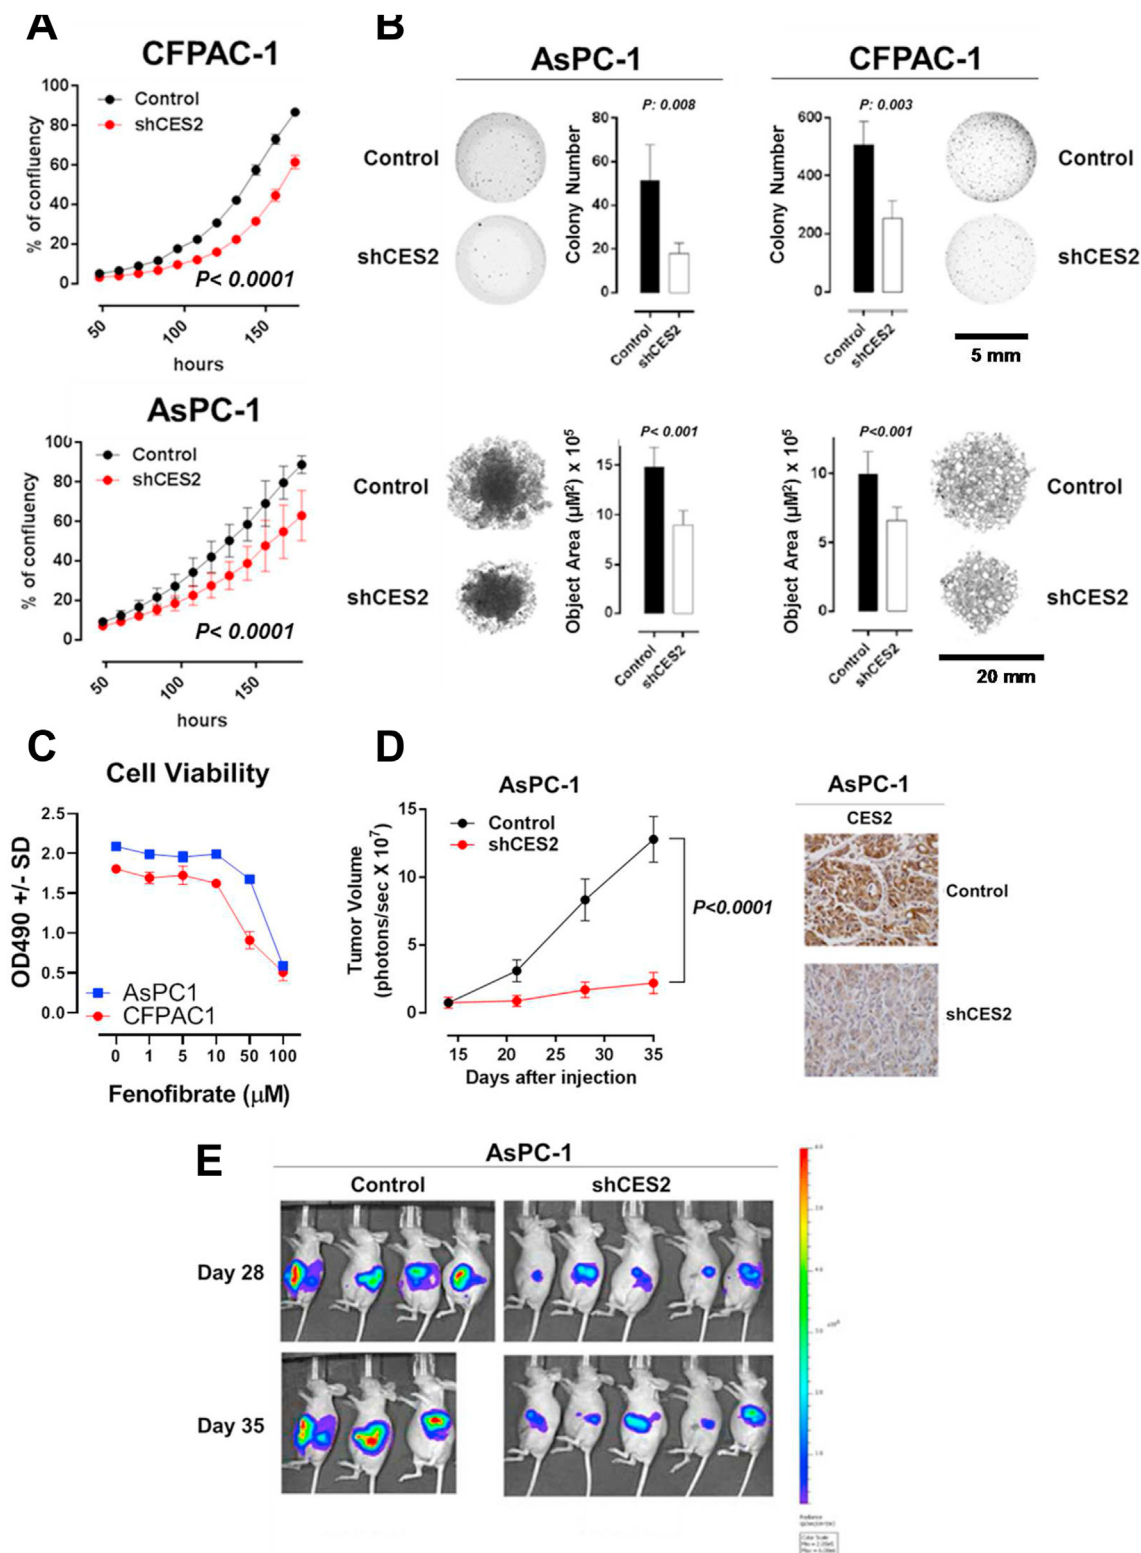 A
CFPAC-1
% of confluency
100
80
60
40
20
0
Control
shCES2
P< 0.0001
50
100
150
hours
AsPC-1
% of confluency
100
80
60
40
20
0
Control
shCES2
P< 0.0001
50
100
150
hours
B
AsPC-1
CFPAC-1
Control
shCES2
Colony Number
80
60
40
20
0
P: 0.008
Control
shCES2
Colony Number
600
400
200
0
P: 0.003
Control
shCES2
Control
shCES2
5 mm
Control
shCES2
Object Area (µM²) x 10⁵
15
10
5
0
P< 0.001
Control
shCES2
Object Area (µM²) x 10⁵
10
5
0
P<0.001
Control
shCES2
Control
shCES2
20 mm
C
Cell Viability
OD490 +/- SD
2.5
2.0
1.5
1.0
0.5
0.0
AsPC1
CFPAC1
0 1 5 10 50 100
Fenofibrate (µM)
D
AsPC-1
Tumor Volume
(photons/sec X 10⁷)
15
10
5
0
Control
shCES2
P<0.0001
15 20 25 30 35
Days after injection
AsPC-1
CES2
Control
shCES2
E
AsPC-1
Control
shCES2
Day 28
Day 35
Radiance
Color Scale